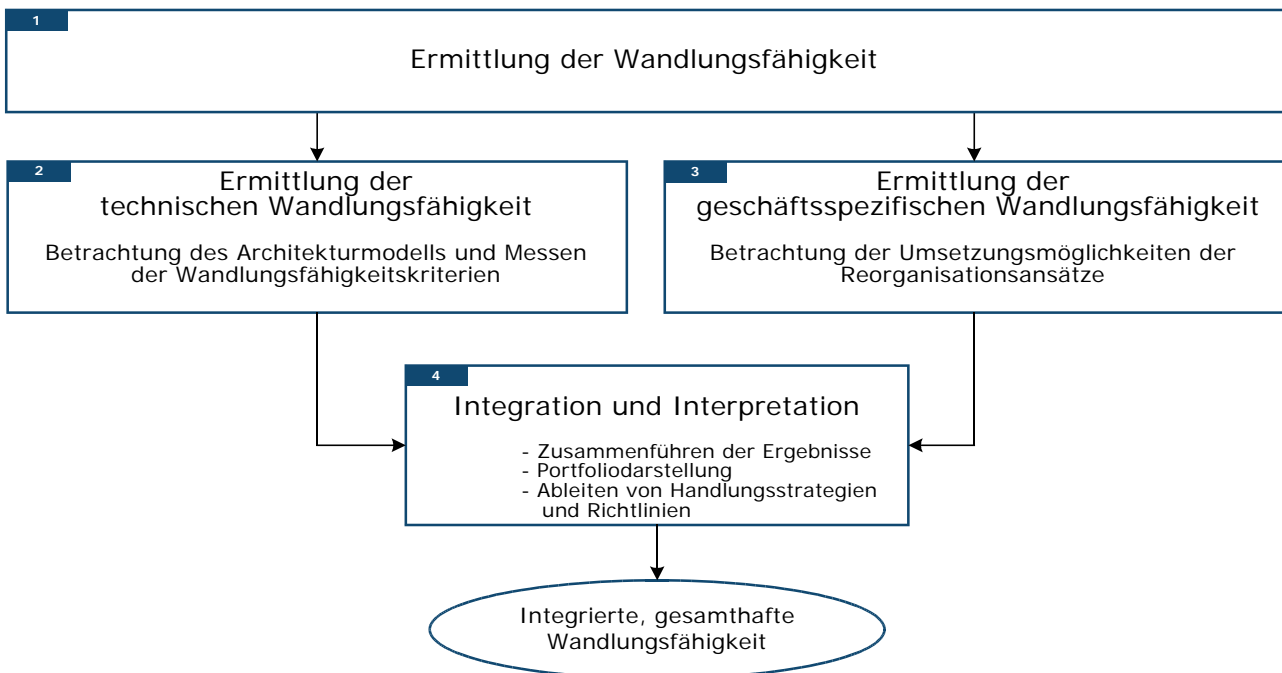 1
Ermittlung der Wandlungsfähigkeit
2
Ermittlung der
technischen Wandlungsfähigkeit
Betrachtung des Architekturmodells und Messen
der Wandlungsfähigkeitskriterien
3
Ermittlung der
geschäftsspezifischen Wandlungsfähigkeit
Betrachtung der Umsetzungsmöglichkeiten der
Reorganisationsansätze
4
Integration und Interpretation
- Zusammenführen der Ergebnisse
- Portfoliodarstellung
- Ableiten von Handlungsstrategien
und Richtlinien
Integrierte, gesamthafte
Wandlungsfähigkeit